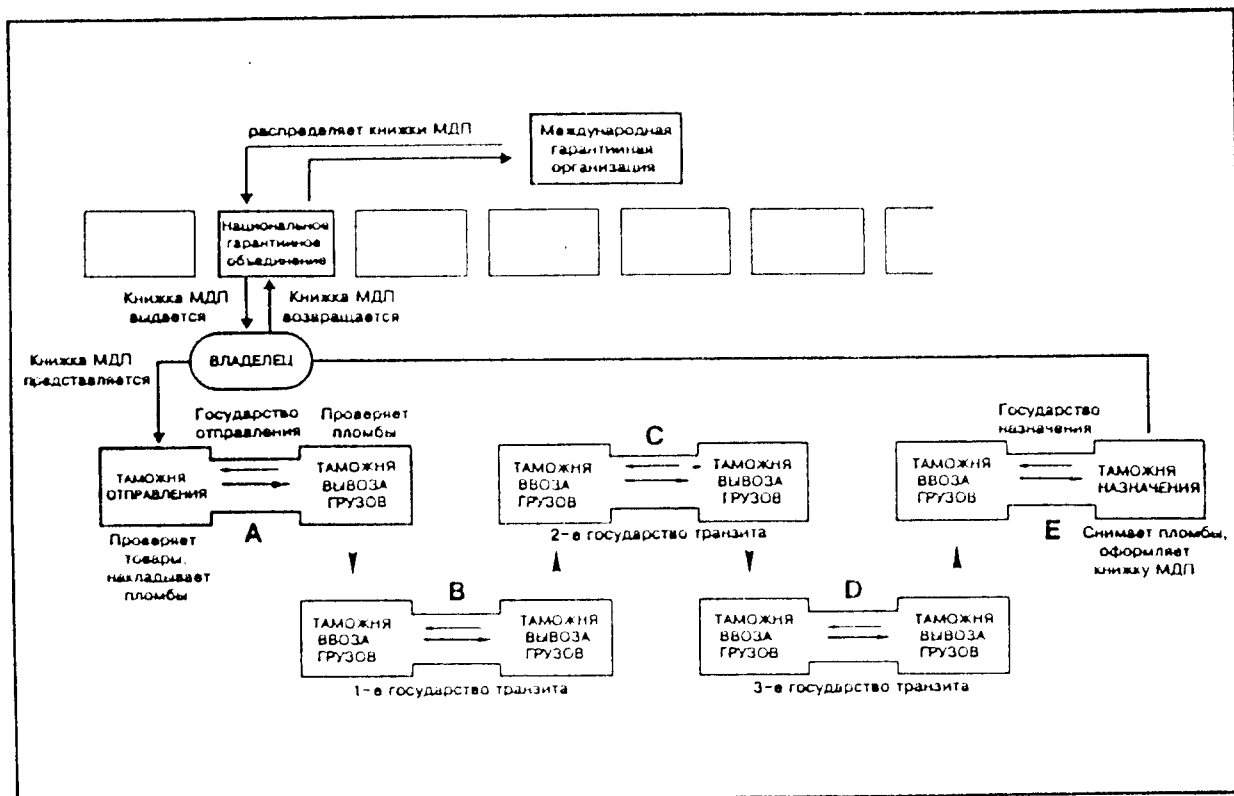 распределяет книжки МДП
Международная
гарантийная
организация
Национальное
гарантийное
объединение
Книжка МДП
выдается
Книжка МДП
возвращается
Книжка МДП
представляется
ВЛАДЕЛЕЦ
Государство
отправления
Проверяет
пломбы
ТАМОЖНЯ
ОТПРАВЛЕНИЯ
ТАМОЖНЯ
ВЫВОЗА
ГРУЗОВ
A
Проверяет
товары,
накладывает
пломбы
C
ТАМОЖНЯ
ВВОЗА
ГРУЗОВ
ТАМОЖНЯ
ВЫВОЗА
ГРУЗОВ
2-е государство транзита
Государство
назначения
ТАМОЖНЯ
ВВОЗА
ГРУЗОВ
ТАМОЖНЯ
НАЗНАЧЕНИЯ
E
Снимает пломбы,
оформляет
книжку МДП
B
ТАМОЖНЯ
ВВОЗА
ГРУЗОВ
ТАМОЖНЯ
ВЫВОЗА
ГРУЗОВ
1-е государство транзита
D
ТАМОЖНЯ
ВВОЗА
ГРУЗОВ
ТАМОЖНЯ
ВЫВОЗА
ГРУЗОВ
3-е государство транзита